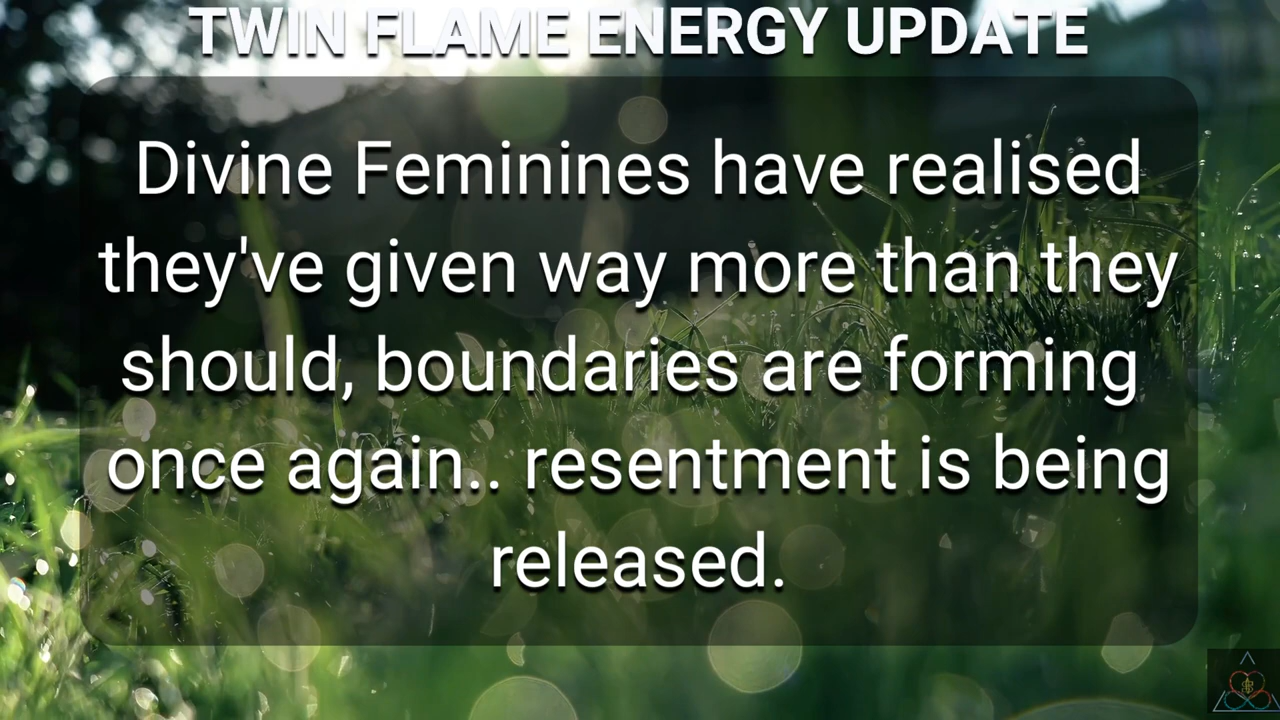 TWIN FLAME ENERGY UPDATE
Divine Feminines have realised
they've given way more than they
should, boundaries are forming
once again.. resentment is being
released.